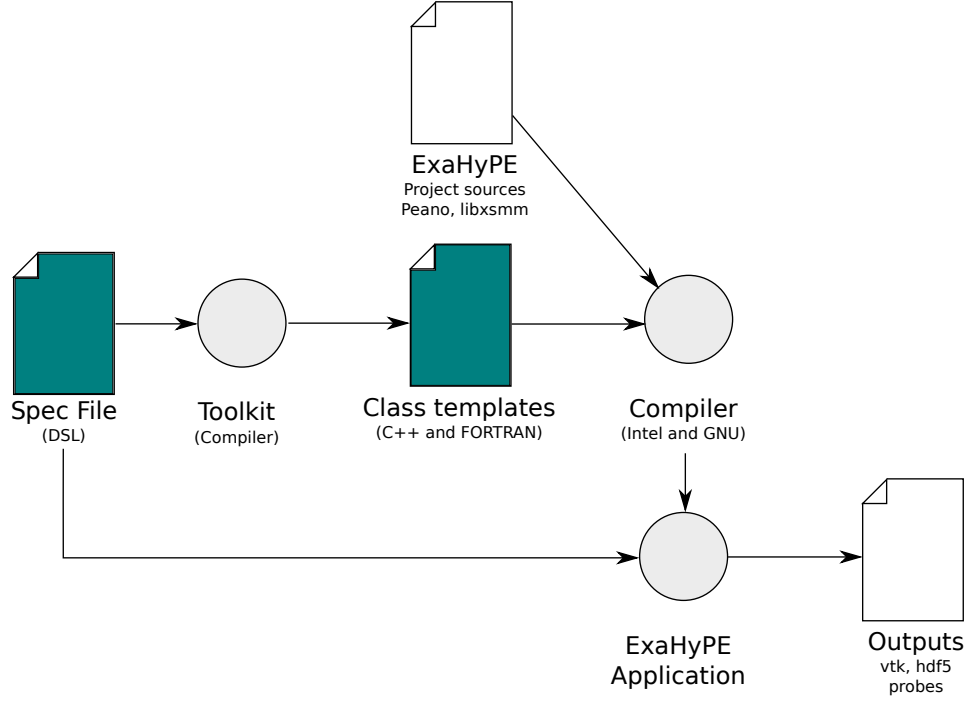 ExaHyPE
Project sources
Peano, libxsmm
Spec File
(DSL)
Toolkit
(Compiler)
Class templates
(C++ and FORTRAN)
Compiler
(Intel and GNU)
ExaHyPE
Application
Outputs
vtk, hdf5
probes